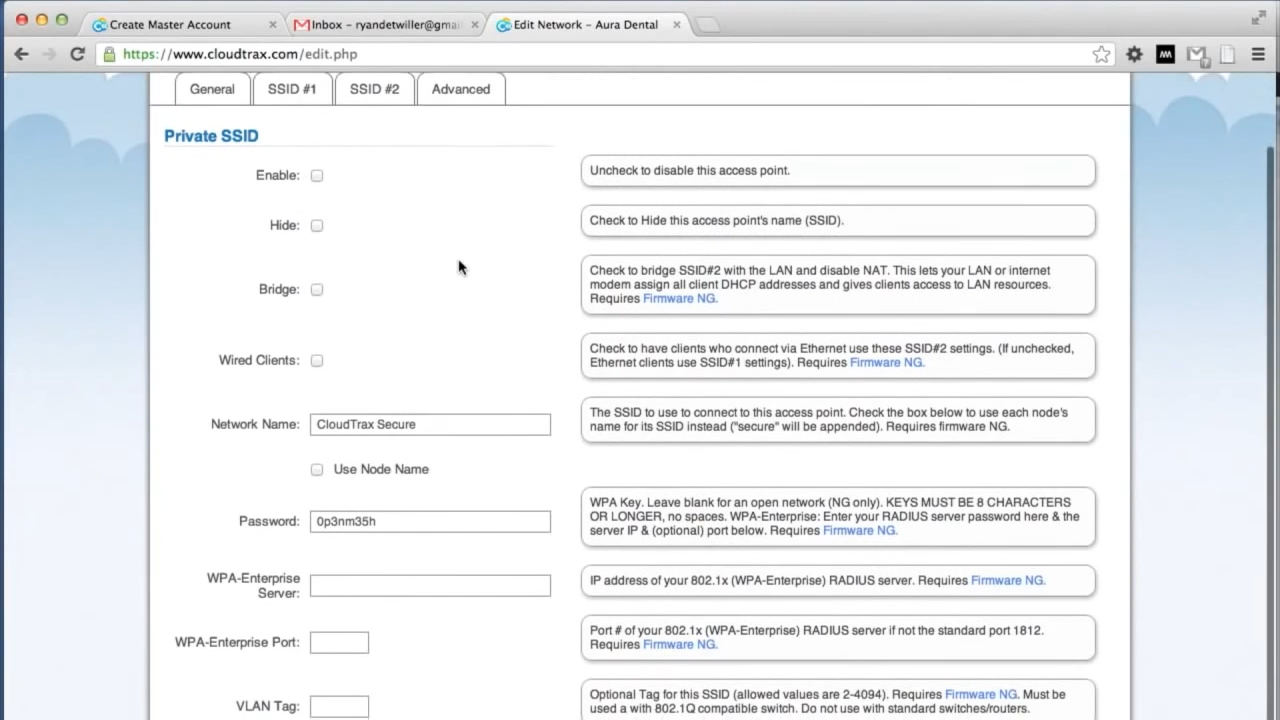 Create Master Account
Inbox – ryandetwiller@gma
Edit Network – Aura Dental
https://www.cloudtrax.com/edit.php
General
SSID #1
SSID #2
Advanced
Private SSID
Enable:
Uncheck to disable this access point.
Hide:
Check to Hide this access point's name (SSID).
Bridge:
Check to bridge SSID#2 with the LAN and disable NAT. This lets your LAN or internet
modem assign all client DHCP addresses and gives clients access to LAN resources.
Requires Firmware NG.
Wired Clients:
Check to have clients who connect via Ethernet use these SSID#2 settings. (If unchecked,
Ethernet clients use SSID#1 settings). Requires Firmware NG.
Network Name:
CloudTrax Secure
The SSID to use to connect to this access point. Check the box below to use each node's
name for its SSID instead ("secure" will be appended). Requires firmware NG.
Use Node Name
Password:
0p3nm35h
WPA Key. Leave blank for an open network (NG only). KEYS MUST BE 8 CHARACTERS
OR LONGER, no spaces. WPA-Enterprise: Enter your RADIUS server password here & the
server IP & (optional) port below. Requires Firmware NG.
WPA-Enterprise
Server:
IP address of your 802.1x (WPA-Enterprise) RADIUS server. Requires Firmware NG.
WPA-Enterprise Port:
Port # of your 802.1x (WPA-Enterprise) RADIUS server if not the standard port 1812.
Requires Firmware NG.
VLAN Tag:
Optional Tag for this SSID (allowed values are 2-4094). Requires Firmware NG. Must be
used a with 802.1Q compatible switch. Do not use with standard switches/routers.